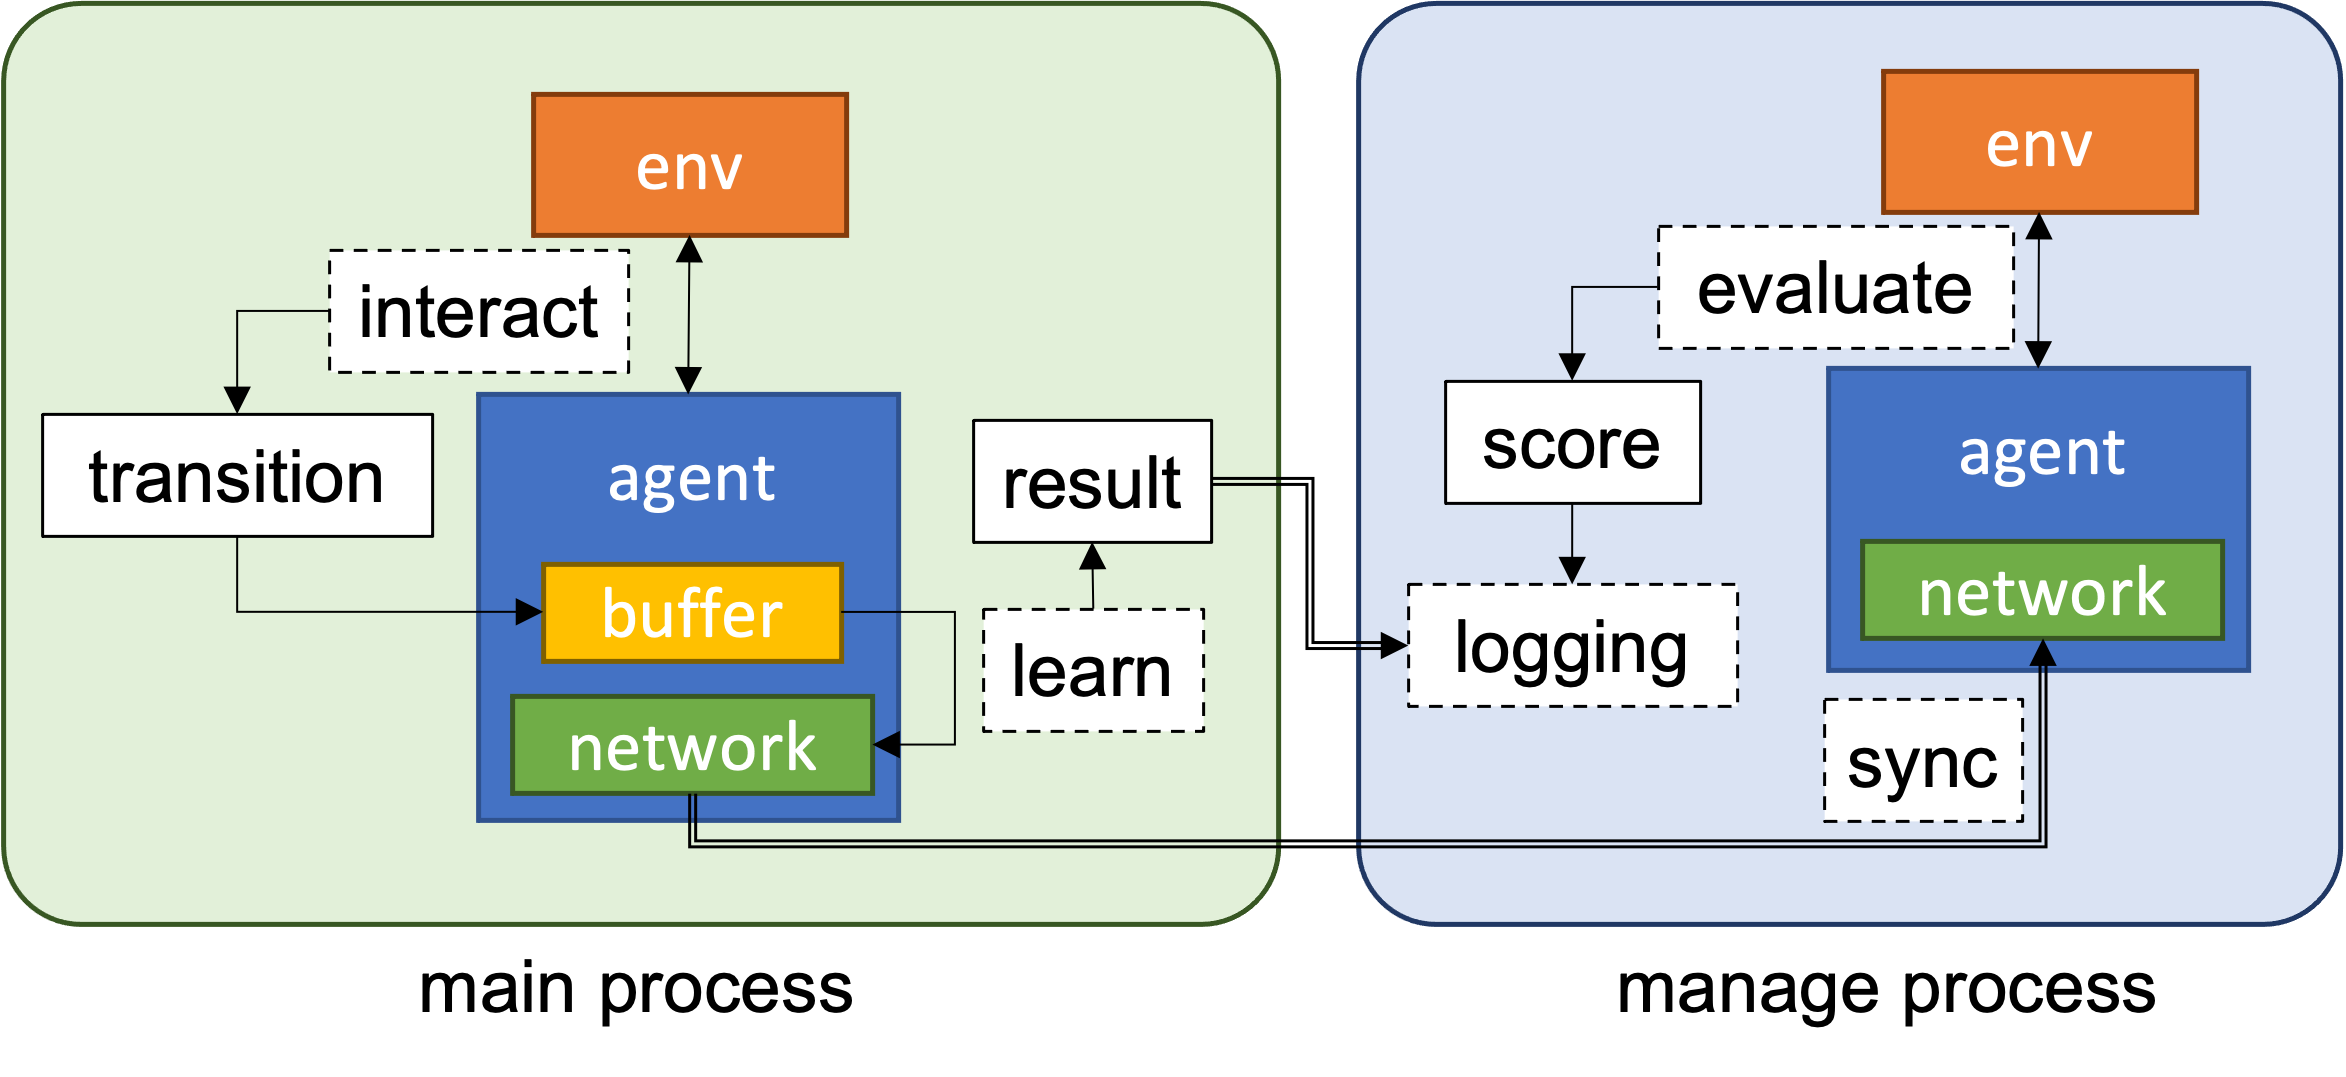 env
interact
transition
agent
buffer
network
result
learn
main process
env
evaluate
score
agent
network
logging
sync
manage process